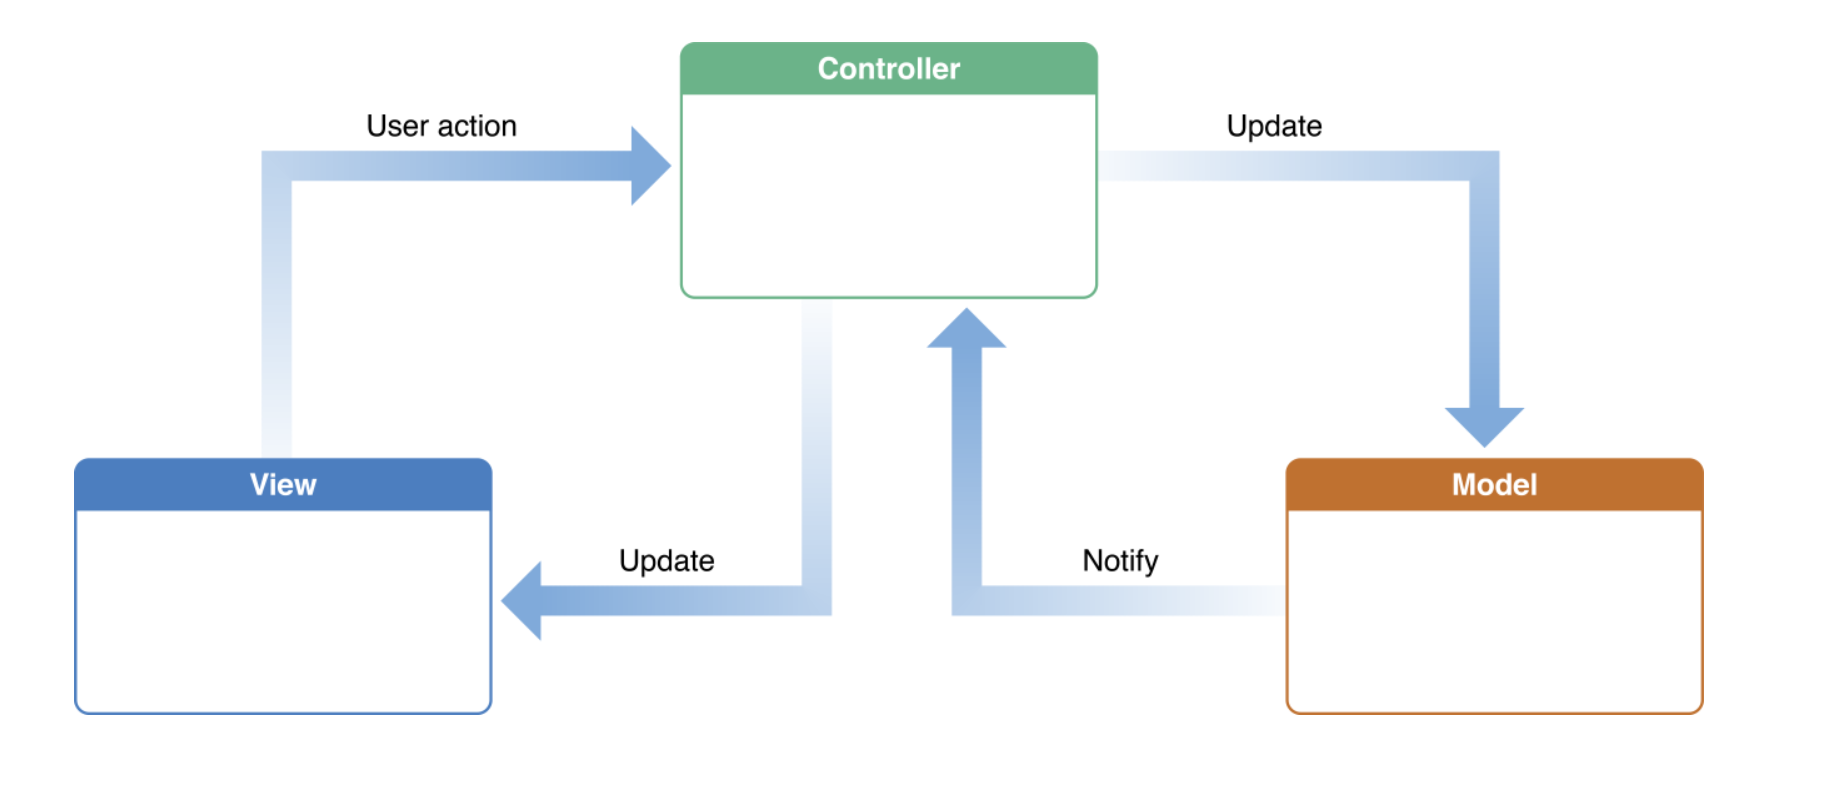 Controller
User action
Update
View
Model
Update
Notify